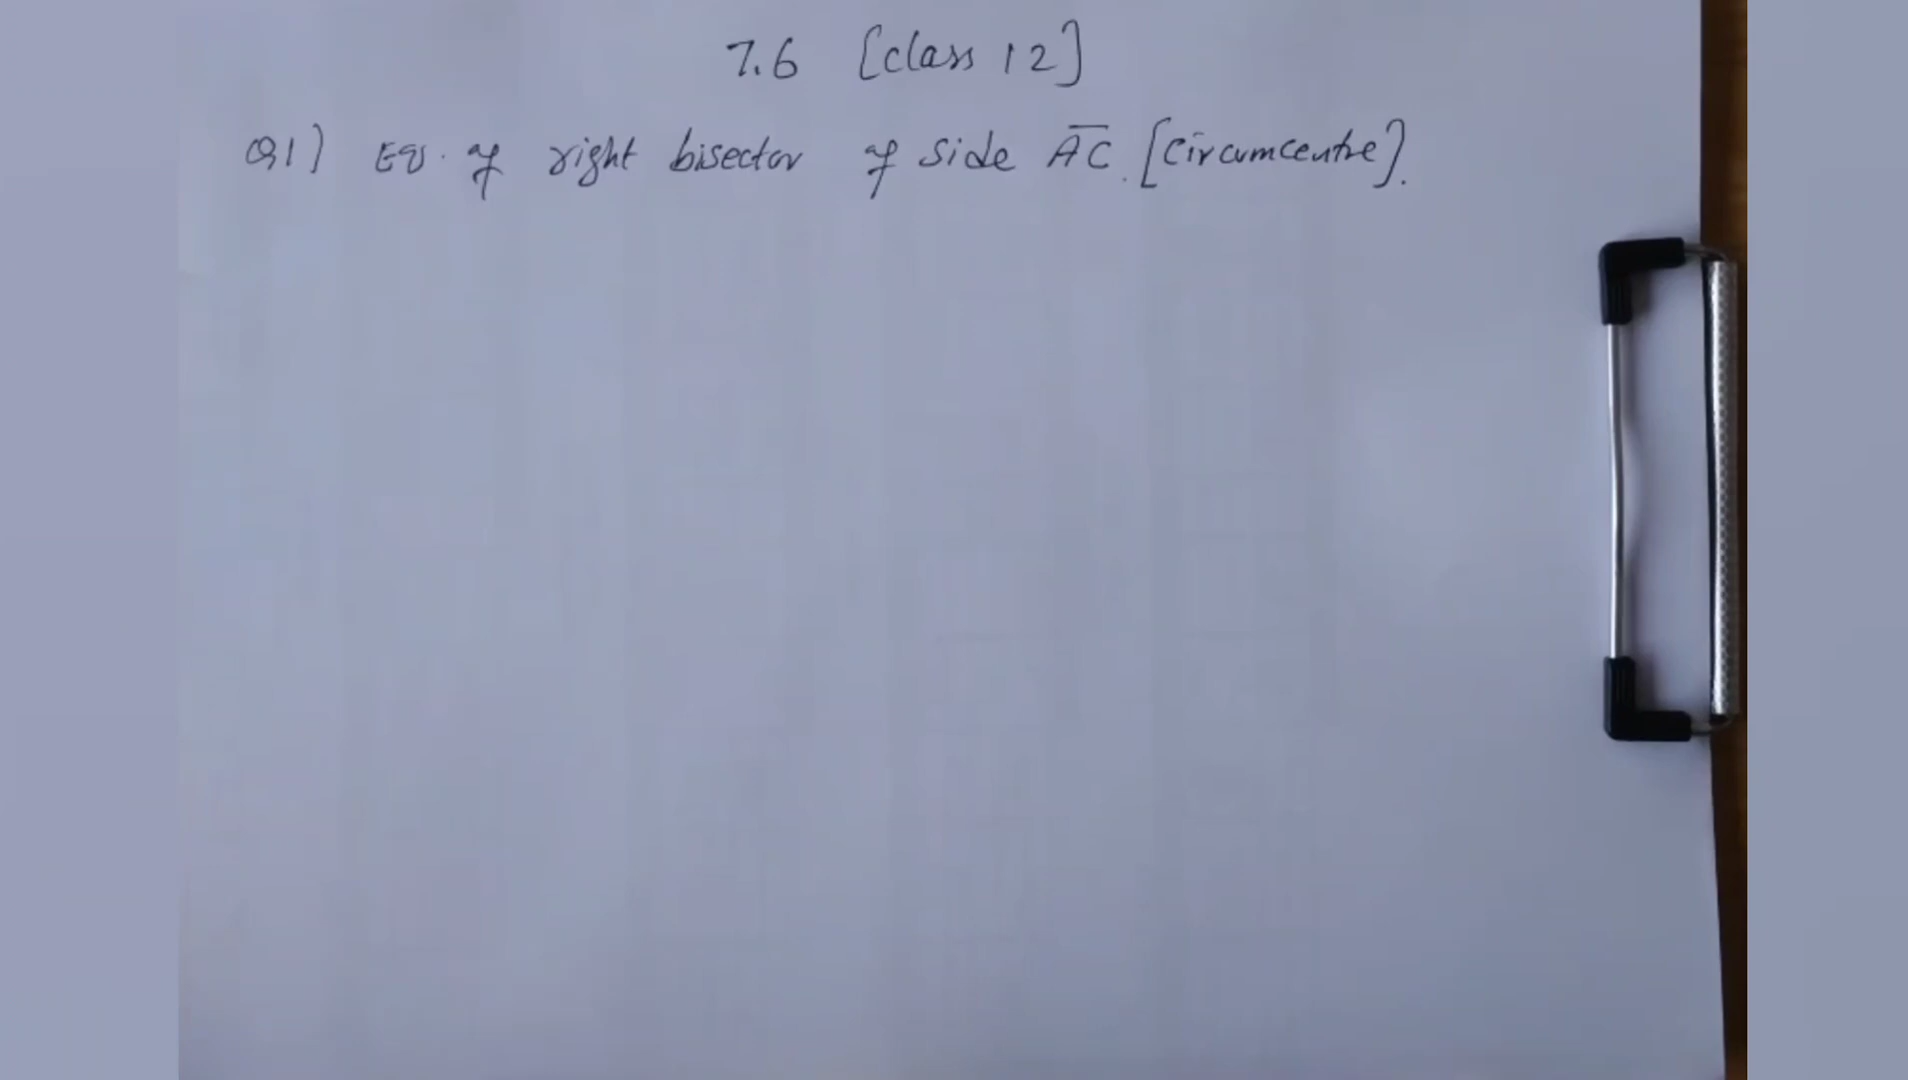 7.6 [class 12]
Q1) Eq. of right bisector of side AC. [Circumcentre].